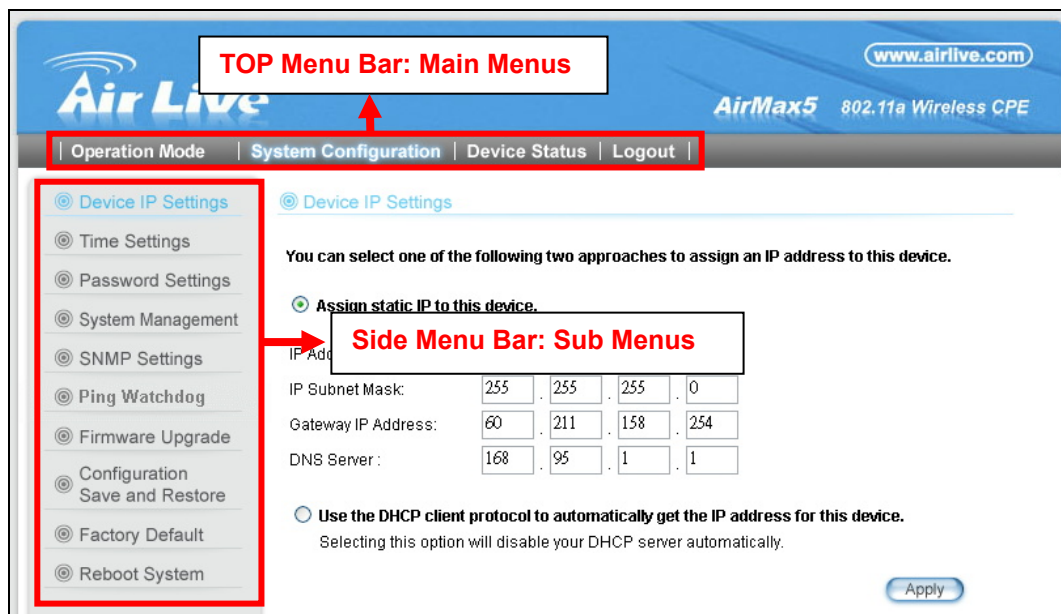 TOP Menu Bar: Main Menus
www.airlive.com
Air Live
AirMax5 802.11a Wireless CPE
| Operation Mode | System Configuration | Device Status | Logout |
Device IP Settings
Time Settings
Password Settings
System Management
SNMP Settings
Ping Watchdog
Firmware Upgrade
Configuration
Save and Restore
Factory Default
Reboot System
Device IP Settings
You can select one of the following two approaches to assign an IP address to this device.
Assign static IP to this device.
Side Menu Bar: Sub Menus
IP
IP Subnet Mask: 255 . 255 . 255 . 0
Gateway IP Address: 60 . 211 . 158 . 254
DNS Server : 168 . 95 . 1 . 1
Use the DHCP client protocol to automatically get the IP address for this device.
Selecting this option will disable your DHCP server automatically.
Apply